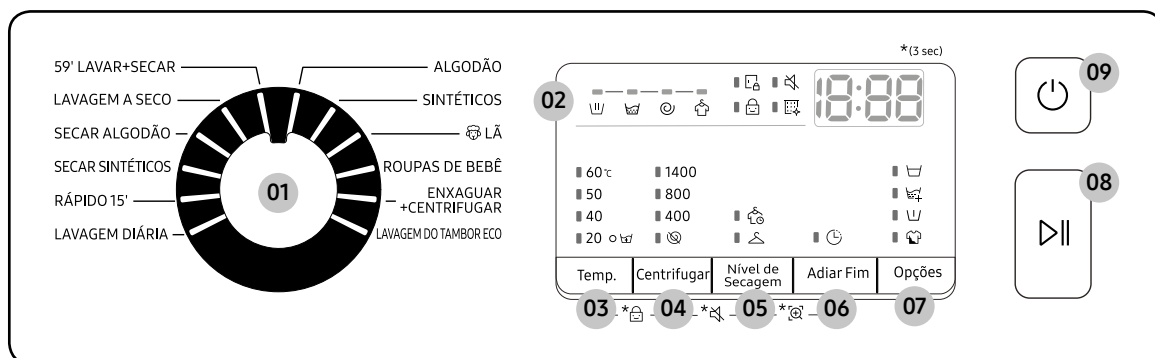 *(3 sec)
59' LAVAR+SECAR
LAVAGEM A SECO
SECAR ALGODÃO
SECAR SINTÉTICOS
RÁPIDO 15'
LAVAGEM DIÁRIA
01
ALGODÃO
SINTÉTICOS
LÃ
ROUPAS DE BEBÊ
ENXAGUAR
+CENTRIFUGAR
LAVAGEM DO TAMBOR ECO
02
18:88
60℃ 1400
50 800
40 400
20
Temp.
Centrifugar
Nível de
Secagem
Adiar Fim
Opções
03 * 04 * 05 * 06 07
09
08